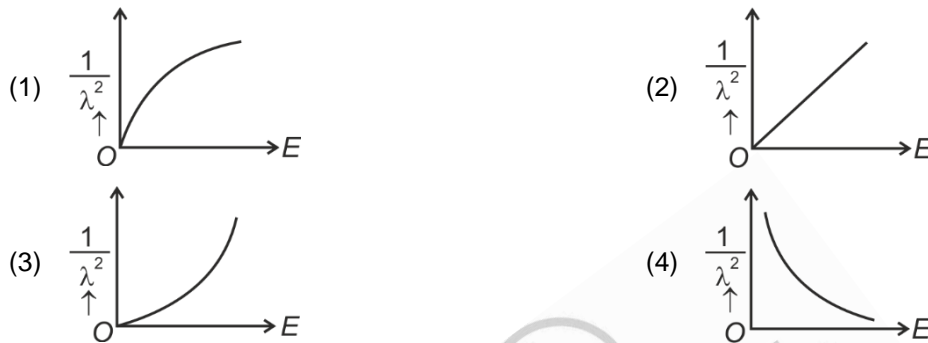 (1) 1/λ² ↑ O E
(2) 1/λ² ↑ O E
(3) 1/λ² ↑ O E
(4) 1/λ² ↑ O E